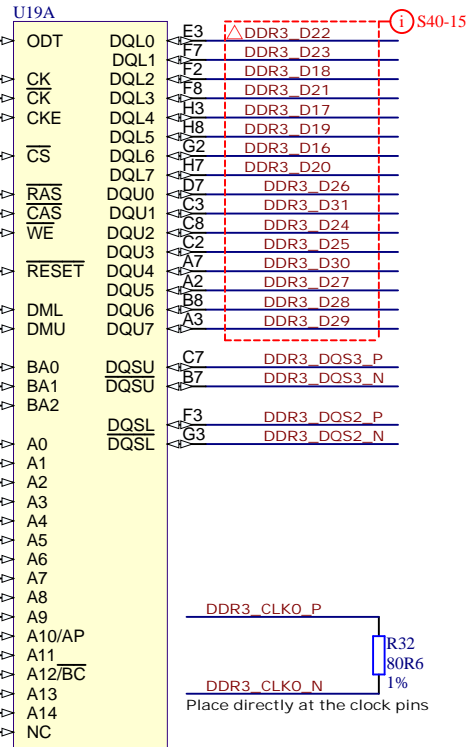 U19A
i S40-15
ODT DQL0 E3 DDR3_D22
DQL1 F7 DDR3_D23
CK DQL2 F2 DDR3_D18
CK DQL3 F8 DDR3_D21
CKE DQL4 H3 DDR3_D17
DQL5 H8 DDR3_D19
CS DQL6 G2 DDR3_D16
DQL7 H7 DDR3_D20
RAS DQU0 D7 DDR3_D26
CAS DQU1 C3 DDR3_D31
WE DQU2 C8 DDR3_D24
DQU3 C2 DDR3_D25
RESET DQU4 A7 DDR3_D30
DQU5 A2 DDR3_D27
DML DQU6 B8 DDR3_D28
DMU DQU7 A3 DDR3_D29
BA0 DQSU C7 DDR3_DQS3_P
BA1 DQSU B7 DDR3_DQS3_N
BA2
DQSL F3 DDR3_DQS2_P
A0 DQSL G3 DDR3_DQS2_N
A1
A2
A3
A4
A5
A6
A7
A8
A9 DDR3_CLK0_P
A10/AP
R32
A11
80R6
A12/BC
1%
A13 DDR3_CLK0_N
Place directly at the clock pins
A14
NC